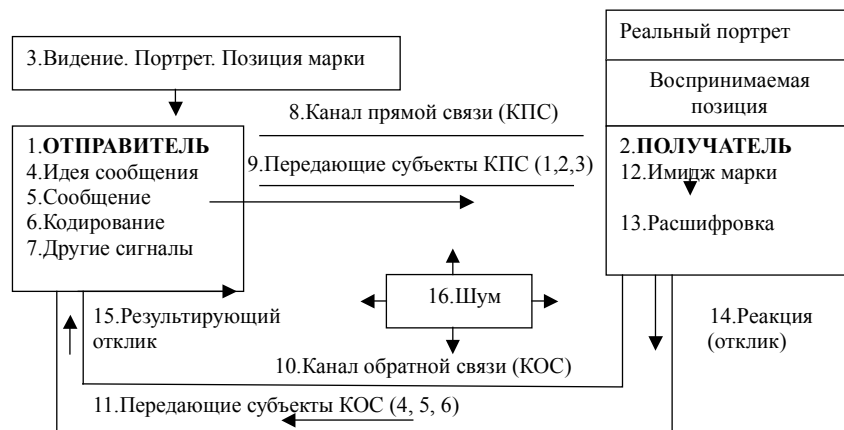 3.Видение. Портрет. Позиция марки
Реальный портрет
Воспринимаемая
позиция
8.Канал прямой связи (КПС)
1.ОТПРАВИТЕЛЬ
4.Идея сообщения
5.Сообщение
6.Кодирование
7.Другие сигналы
9.Передающие субъекты КПС (1,2,3)
2.ПОЛУЧАТЕЛЬ
12.Имидж марки
13.Расшифровка
16.Шум
15.Результирующий
отклик
14.Реакция
(отклик)
10.Канал обратной связи (КОС)
11.Передающие субъекты КОС (4, 5, 6)